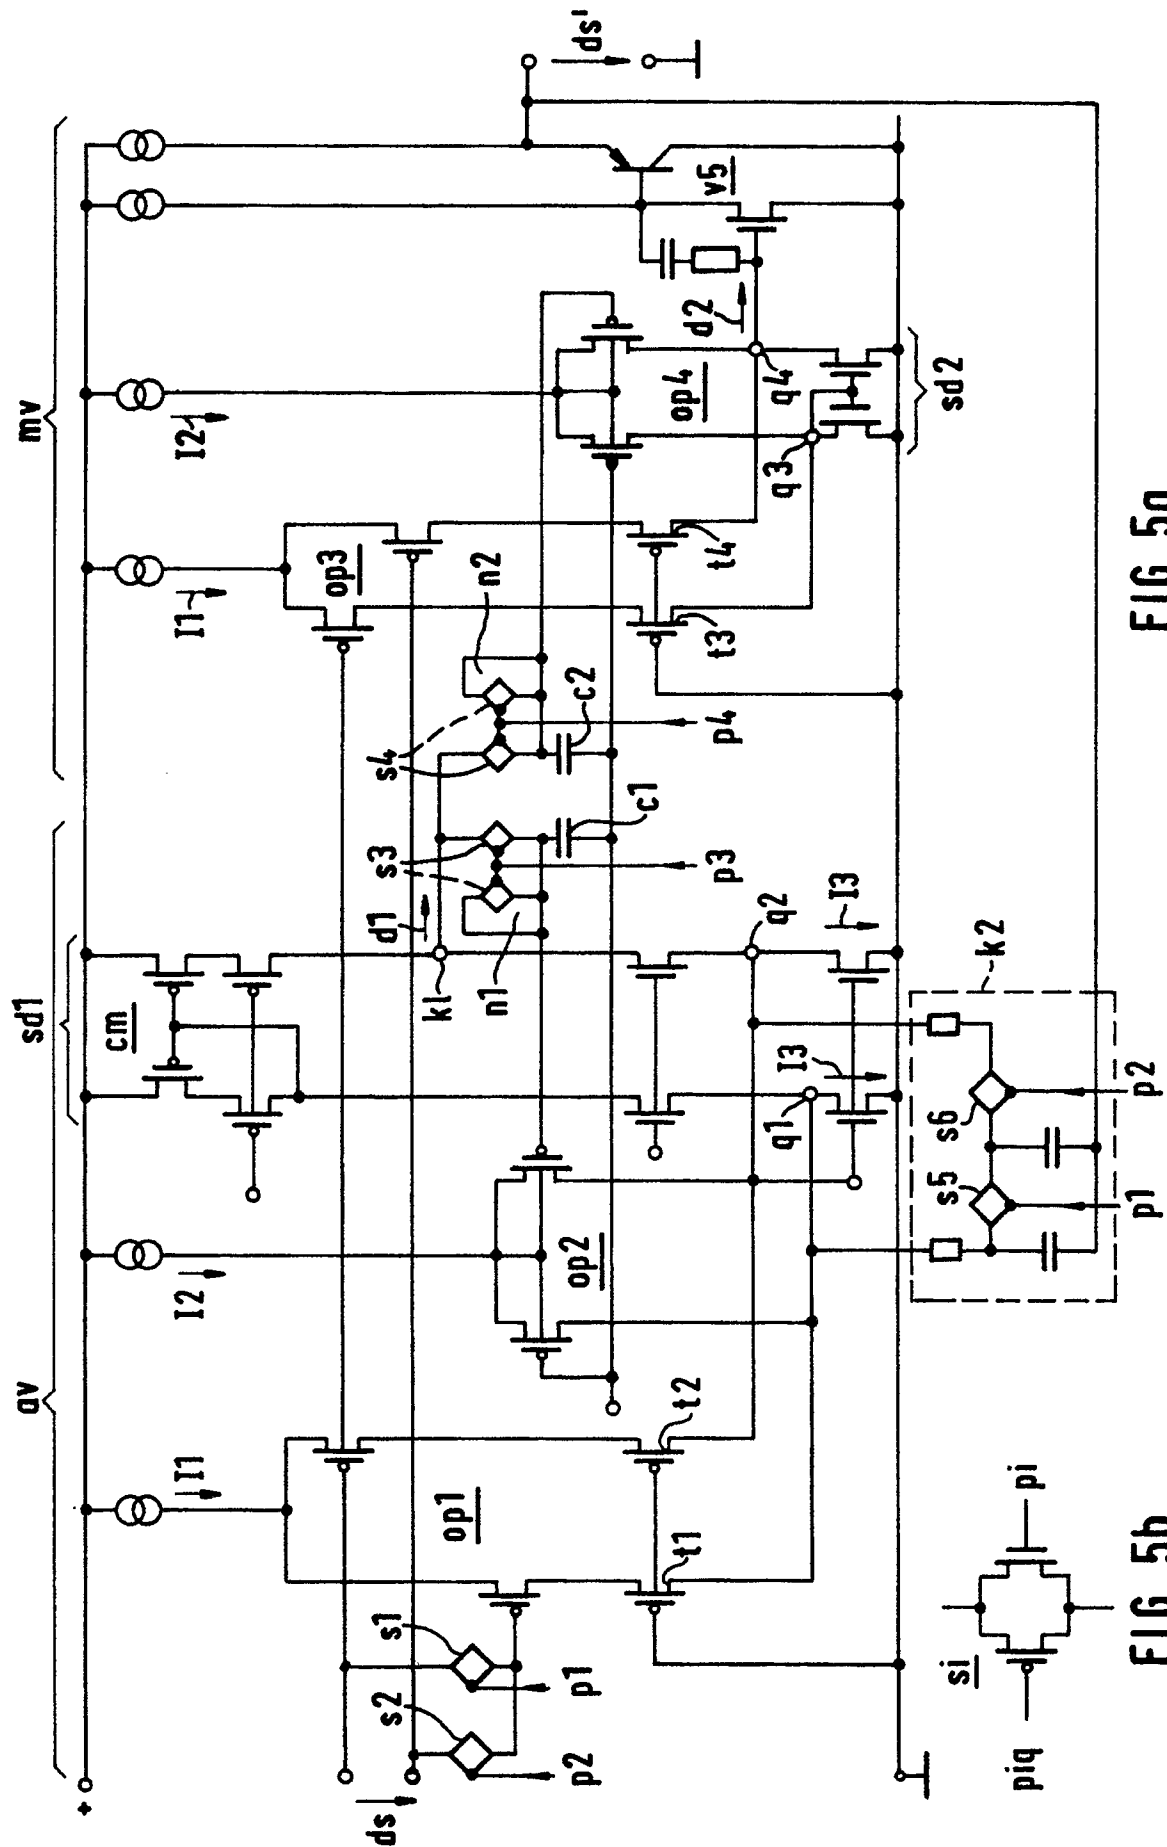 av
sd1
mv
+
I1
I2
cm
I1
I2
op3
ds'
ds
s2
s1
p2
p1
op1
t1
t2
op2
kl
d1
n1
s3
p3
c1
s4
n2
p4
c2
t3
t4
op4
d2
v5
q1
q2
I3
I3
q3
q4
sd2
k2
s5
s6
p1
p2
si
piq
pi
FIG 5b
FIG 5a